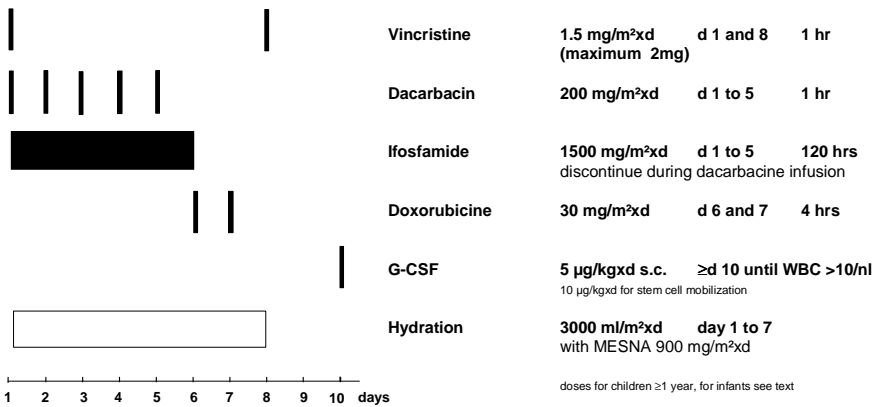 Vincristine 1.5 mg/m²xd d 1 and 8 1 hr
(maximum 2mg)
Dacarbacin 200 mg/m²xd d 1 to 5 1 hr
Ifosfamide 1500 mg/m²xd d 1 to 5 120 hrs
discontinue during dacarbacine infusion
Doxorubicine 30 mg/m²xd d 6 and 7 4 hrs
G-CSF 5 µg/kgxd s.c. ≥d 10 until WBC >10/nl
10 µg/kgxd for stem cell mobilization
Hydration 3000 ml/m²xd day 1 to 7
with MESNA 900 mg/m²xd
doses for children ≥1 year, for infants see text
1 2 3 4 5 6 7 8 9 10 days